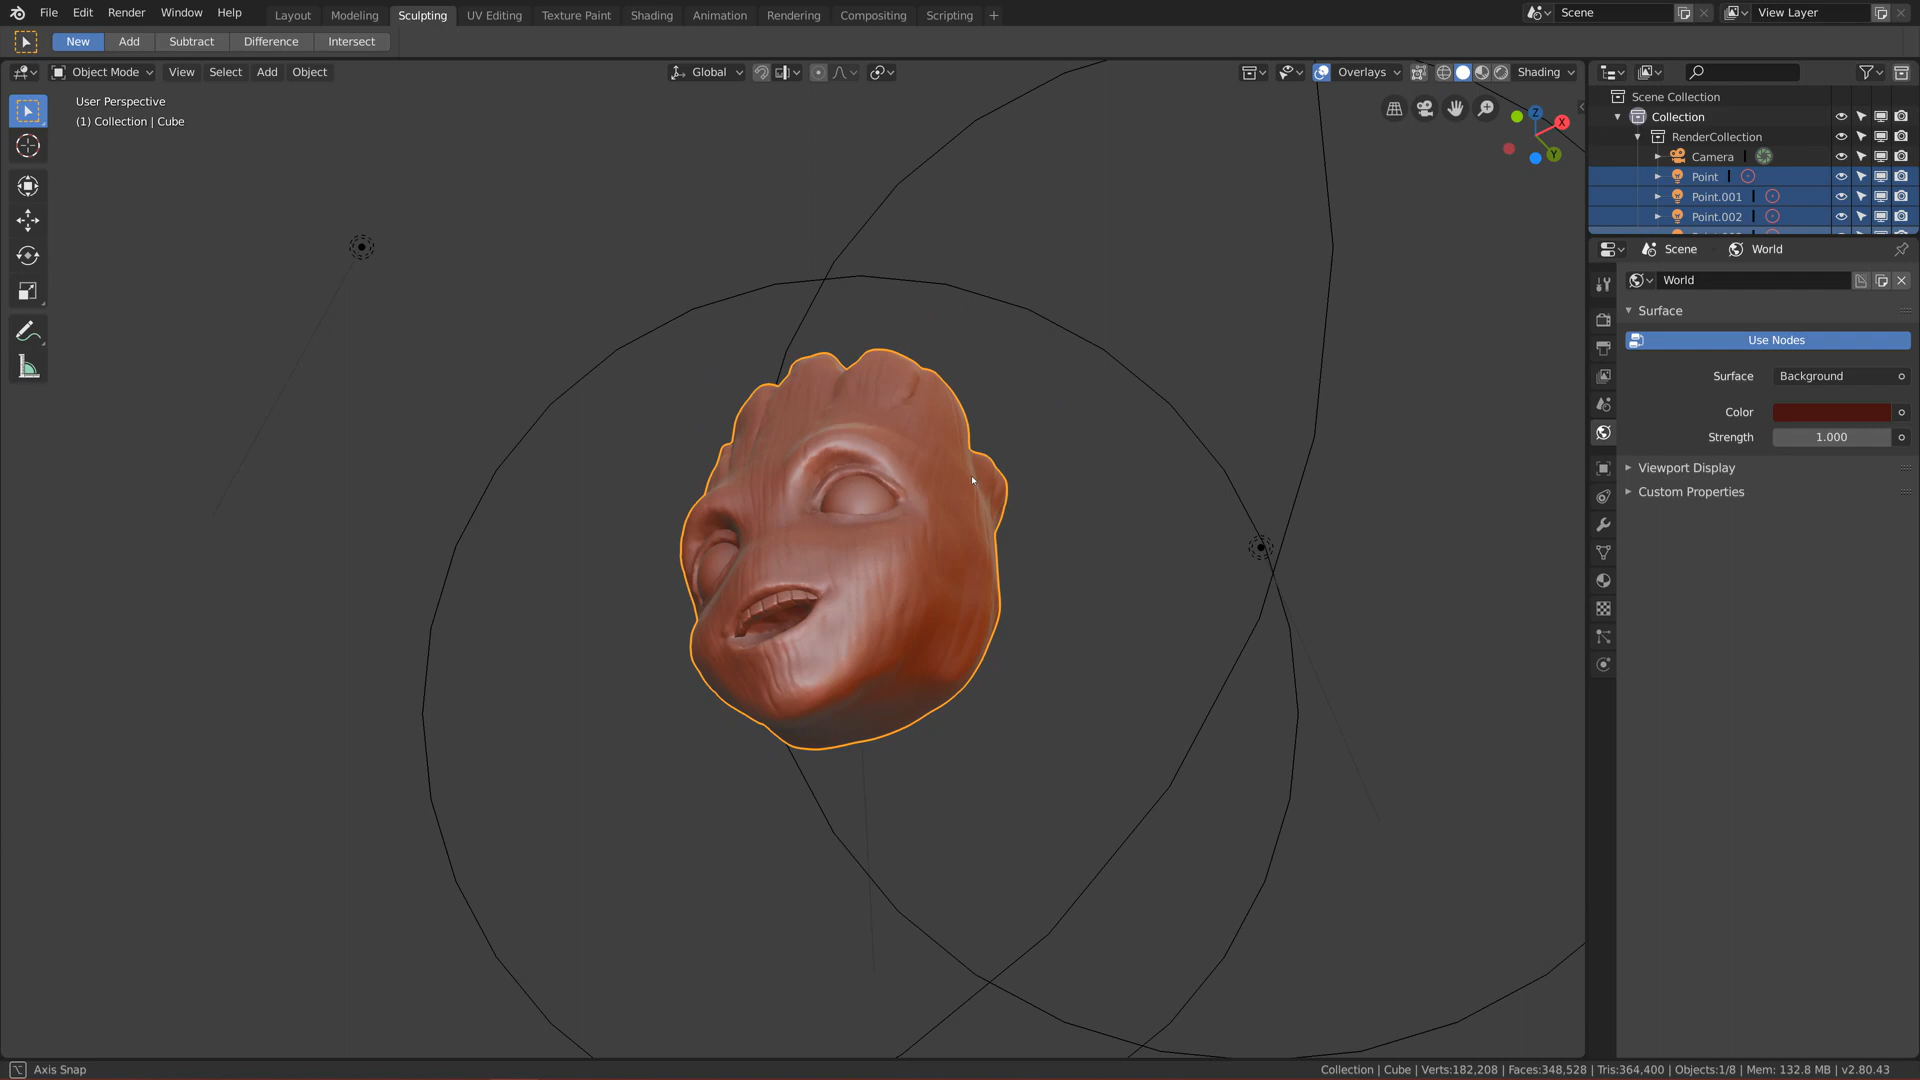 File Edit Render Window Help Layout Modeling Sculpting UV Editing Texture Paint Shading Animation Rendering Compositing Scripting + Scene View Layer
New Add Subtract Difference Intersect
Object Mode View Select Add Object Global Overlays Shading
User Perspective
(1) Collection | Cube
Z
X
Y
Scene Collection
Collection
RenderCollection
Camera
Point
Point.001
Point.002
Scene World
World
Surface
Use Nodes
Surface Background
Color
Strength 1.000
Viewport Display
Custom Properties
Axis Snap Collection | Cube | Verts:182,208 | Faces:348,528 | Tris:364,400 | Objects:1/8 | Mem: 132.8 MB | v2.80.43